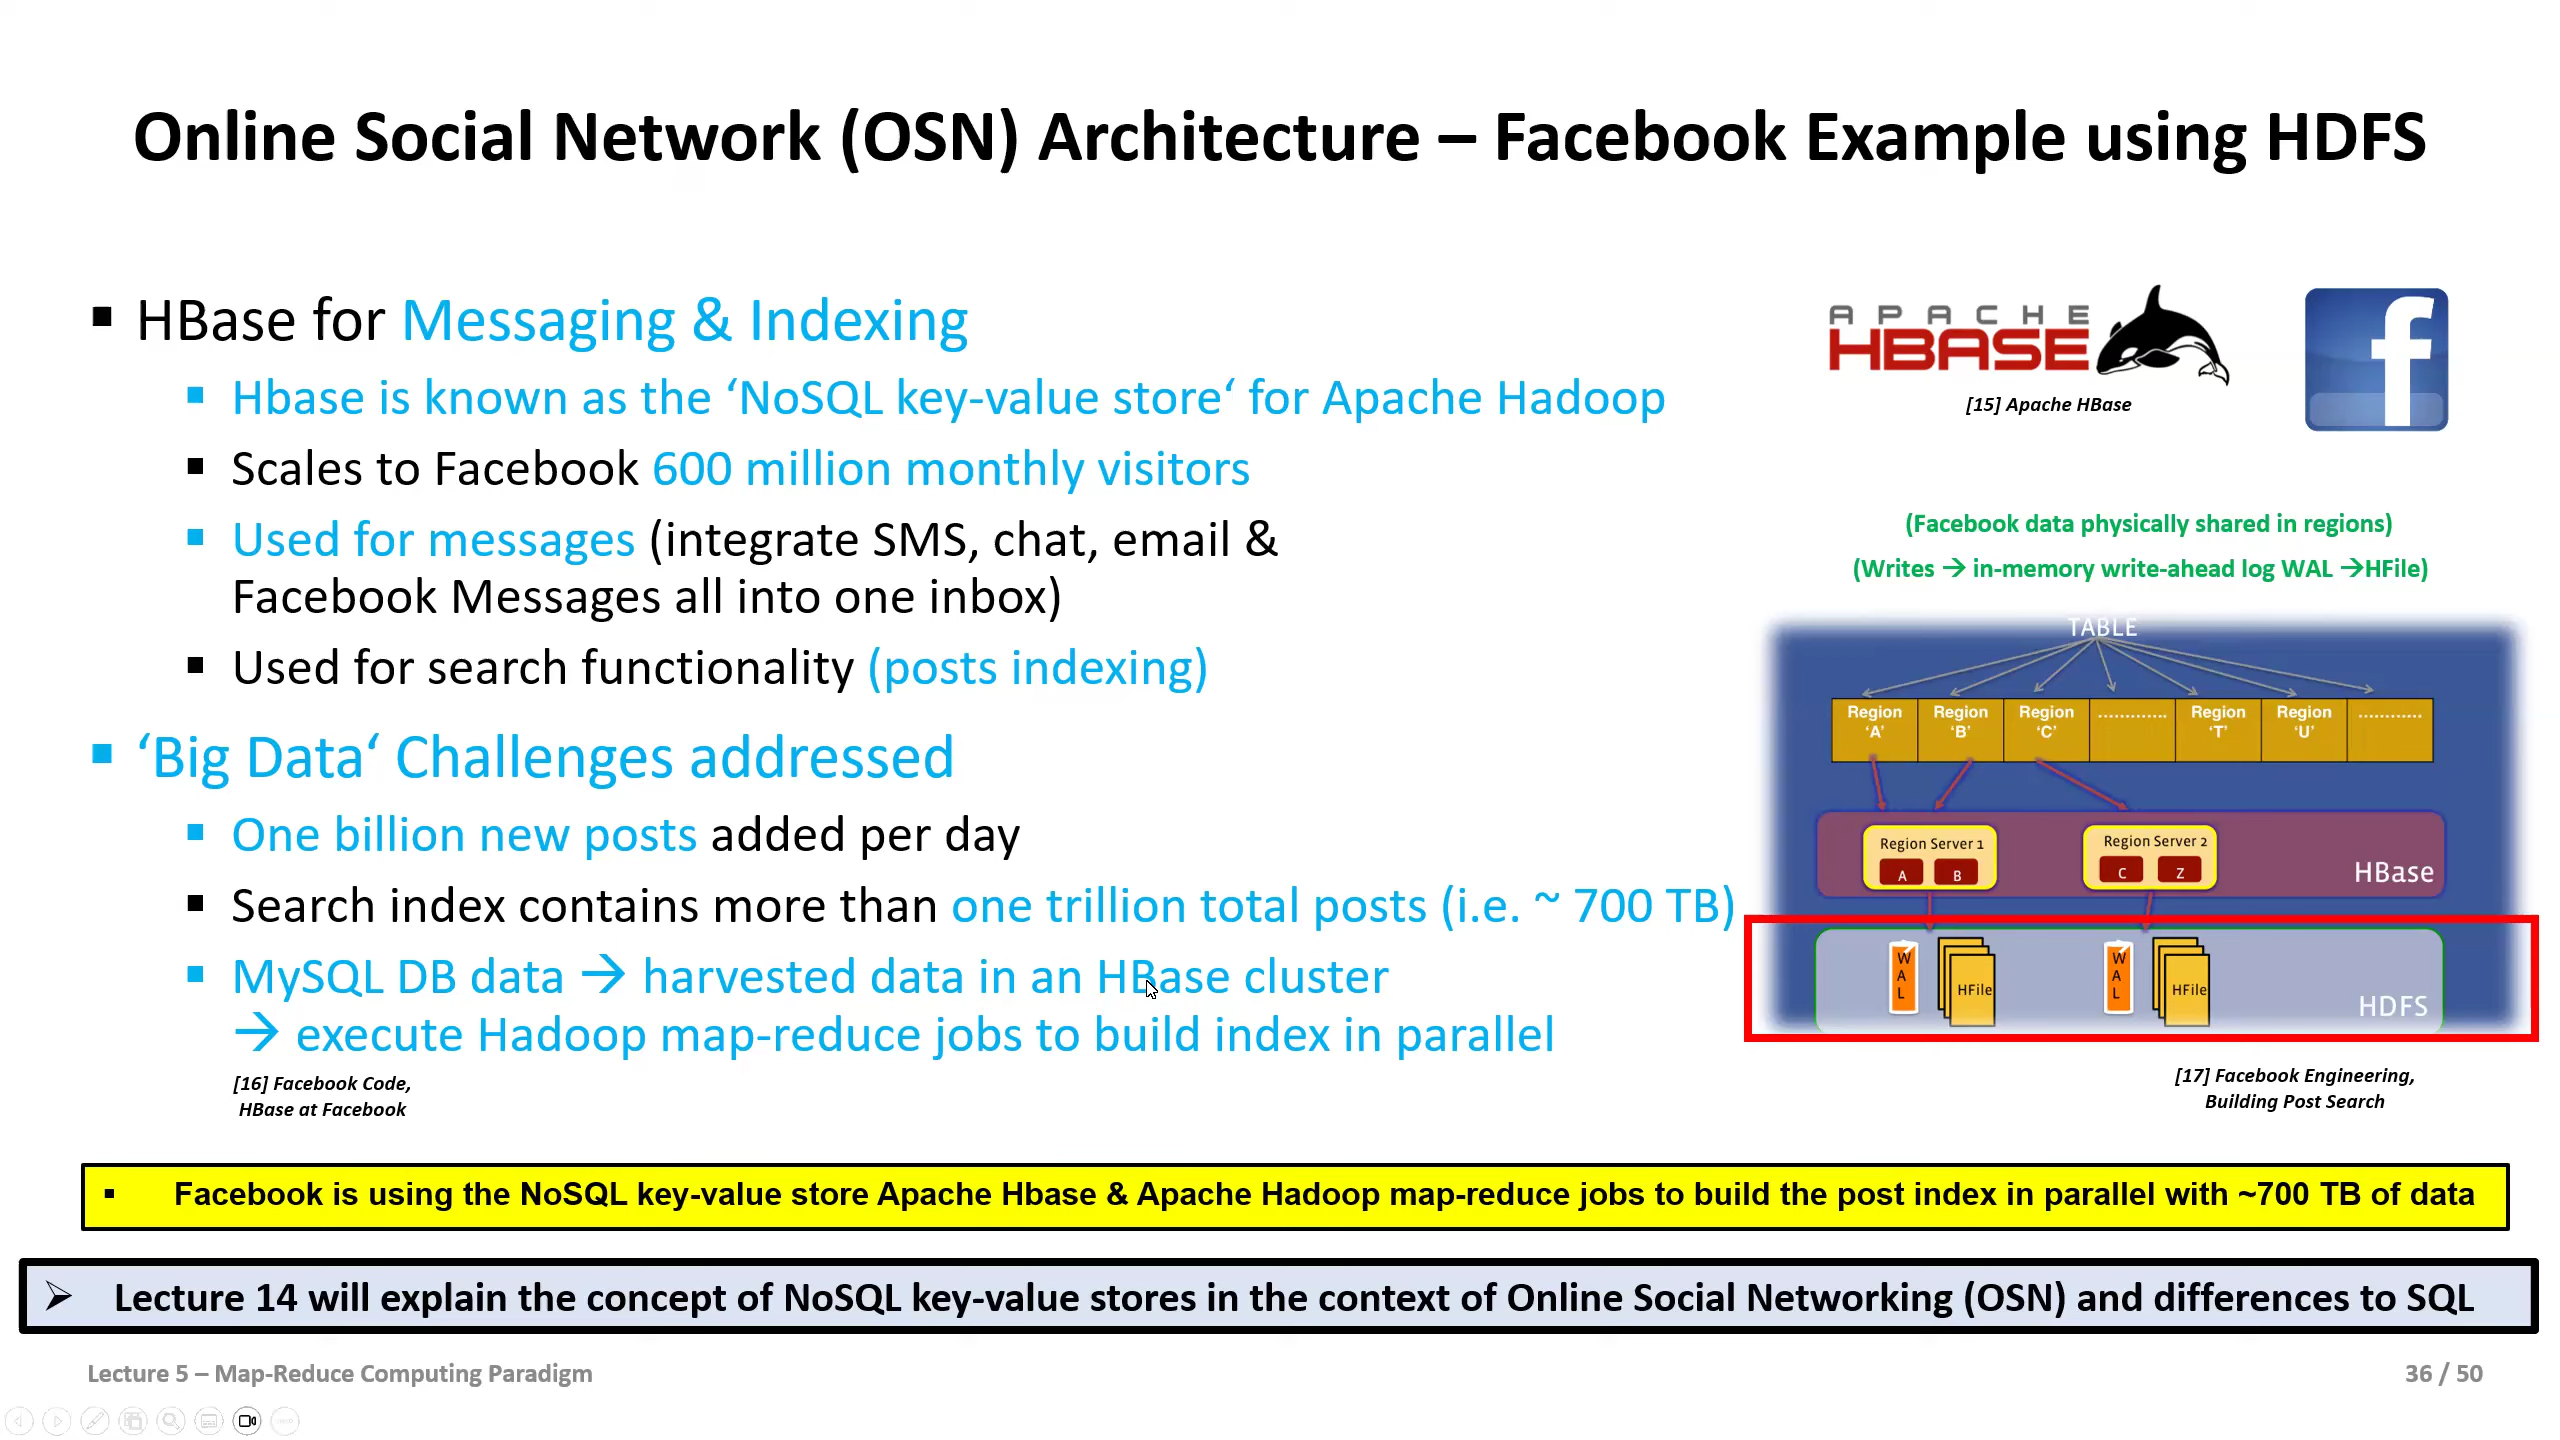 Online Social Network (OSN) Architecture – Facebook Example using HDFS
HBase for Messaging & Indexing
Hbase is known as the ‘NoSQL key-value store‘ for Apache Hadoop
Scales to Facebook 600 million monthly visitors
Used for messages (integrate SMS, chat, email &
Facebook Messages all into one inbox)
Used for search functionality (posts indexing)
‘Big Data‘ Challenges addressed
One billion new posts added per day
Search index contains more than one trillion total posts (i.e. ~ 700 TB)
MySQL DB data → harvested data in an HBase cluster
→ execute Hadoop map-reduce jobs to build index in parallel
[16] Facebook Code,
HBase at Facebook
APACHE
HBASE
f
[15] Apache HBase
(Facebook data physically shared in regions)
(Writes → in-memory write-ahead log WAL →HFile)
TABLE
Region ‘A’
Region ‘B’
Region ‘C’
.............
Region ‘T’
Region ‘U’
............
Region Server 1
A B
Region Server 2
C Z
HBase
WAL
HFile
WAL
HFile
HDFS
[17] Facebook Engineering,
Building Post Search
Facebook is using the NoSQL key-value store Apache Hbase & Apache Hadoop map-reduce jobs to build the post index in parallel with ~700 TB of data
Lecture 14 will explain the concept of NoSQL key-value stores in the context of Online Social Networking (OSN) and differences to SQL
Lecture 5 – Map-Reduce Computing Paradigm
36 / 50